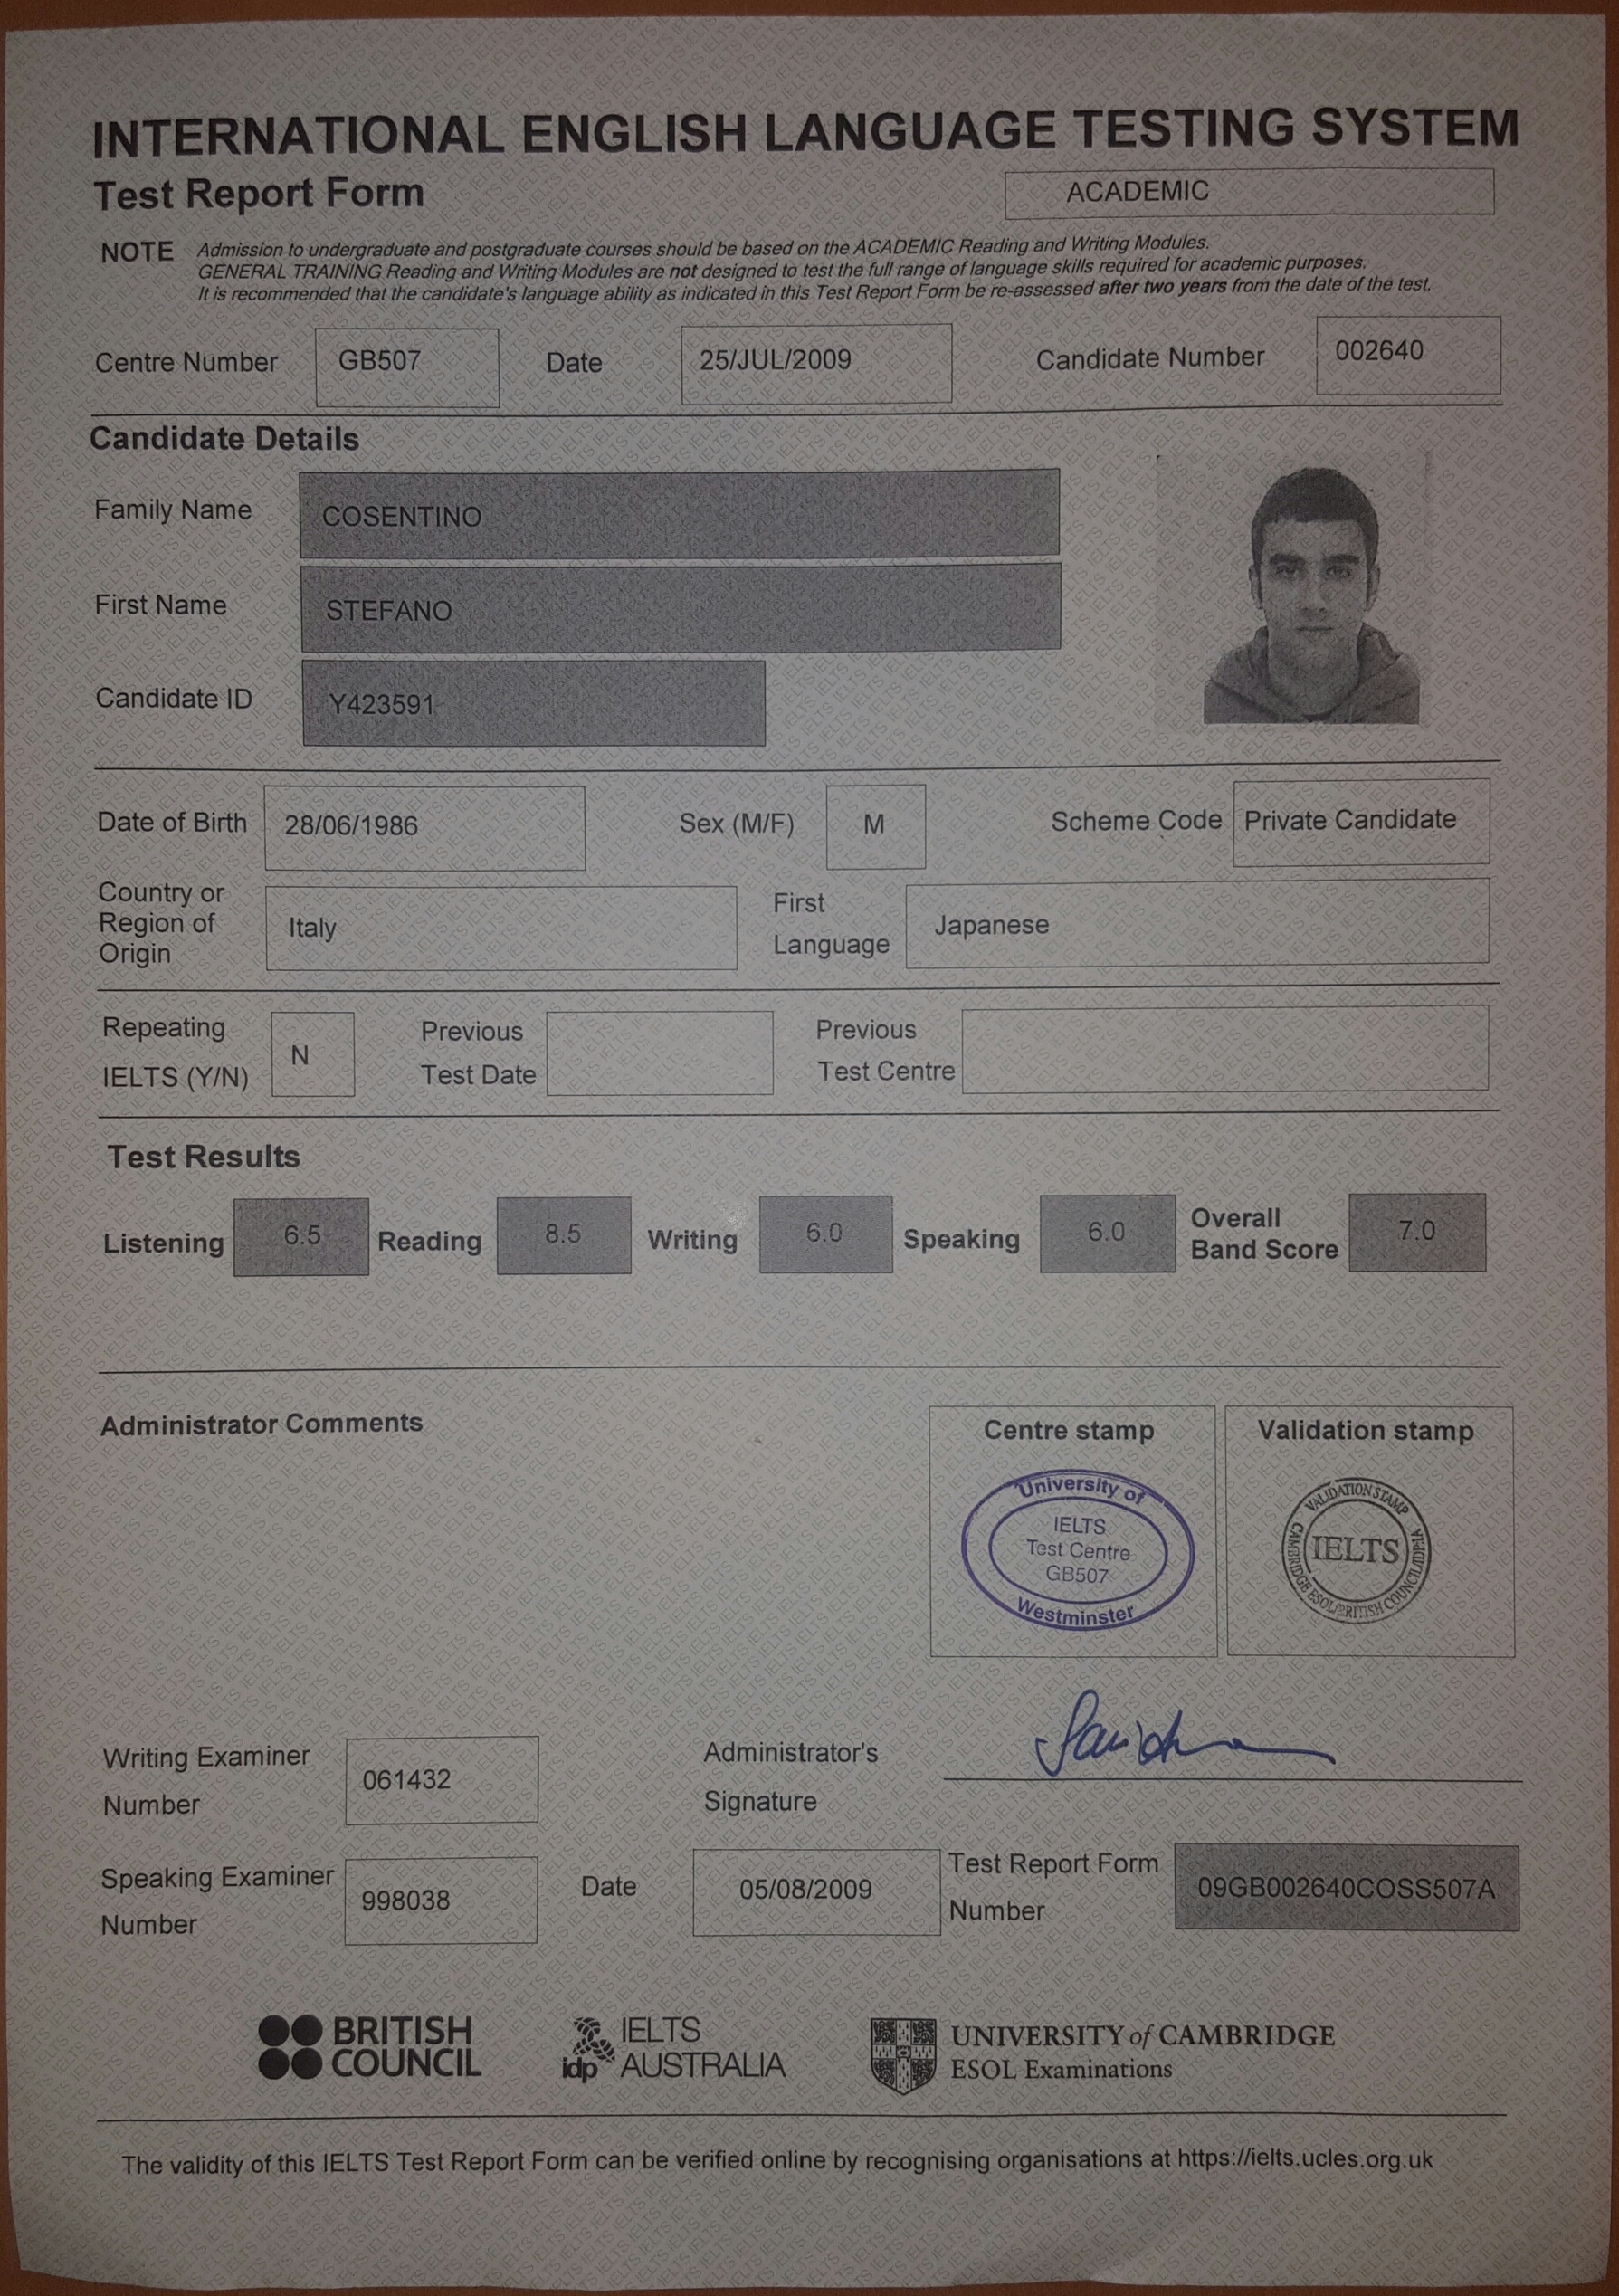 INTERNATIONAL ENGLISH LANGUAGE TESTING SYSTEM
Test Report Form
ACADEMIC
NOTE Admission to undergraduate and postgraduate courses should be based on the ACADEMIC Reading and Writing Modules.
GENERAL TRAINING Reading and Writing Modules are not designed to test the full range of language skills required for academic purposes.
It is recommended that the candidate's language ability as indicated in this Test Report Form be re-assessed after two years from the date of the test.
Centre Number GB507 Date 25/JUL/2009 Candidate Number 002640
Candidate Details
Family Name COSENTINO
First Name STEFANO
Candidate ID Y423591
Date of Birth 28/06/1986 Sex (M/F) M Scheme Code Private Candidate
Country or
Region of
Origin
Italy
First
Language
Japanese
Repeating
IELTS (Y/N)
N
Previous
Test Date
Previous
Test Centre
Test Results
Listening 6.5 Reading 8.5 Writing 6.0 Speaking 6.0 Overall
Band Score 7.0
Administrator Comments
Centre stamp
University of
IELTS
Test Centre
GB507
Westminster
Validation stamp
VALIDATION STAMP
IELTS
CAMBRIDGE ESOL/BRITISH COUNCIL/IDP:IA
Writing Examiner
Number
061432
Administrator's
Signature
Speaking Examiner
Number
998038
Date 05/08/2009
Test Report Form
Number
09GB002640COSS507A
BRITISH
COUNCIL
idp IELTS
AUSTRALIA
UNIVERSITY of CAMBRIDGE
ESOL Examinations
The validity of this IELTS Test Report Form can be verified online by recognising organisations at https://ielts.ucles.org.uk